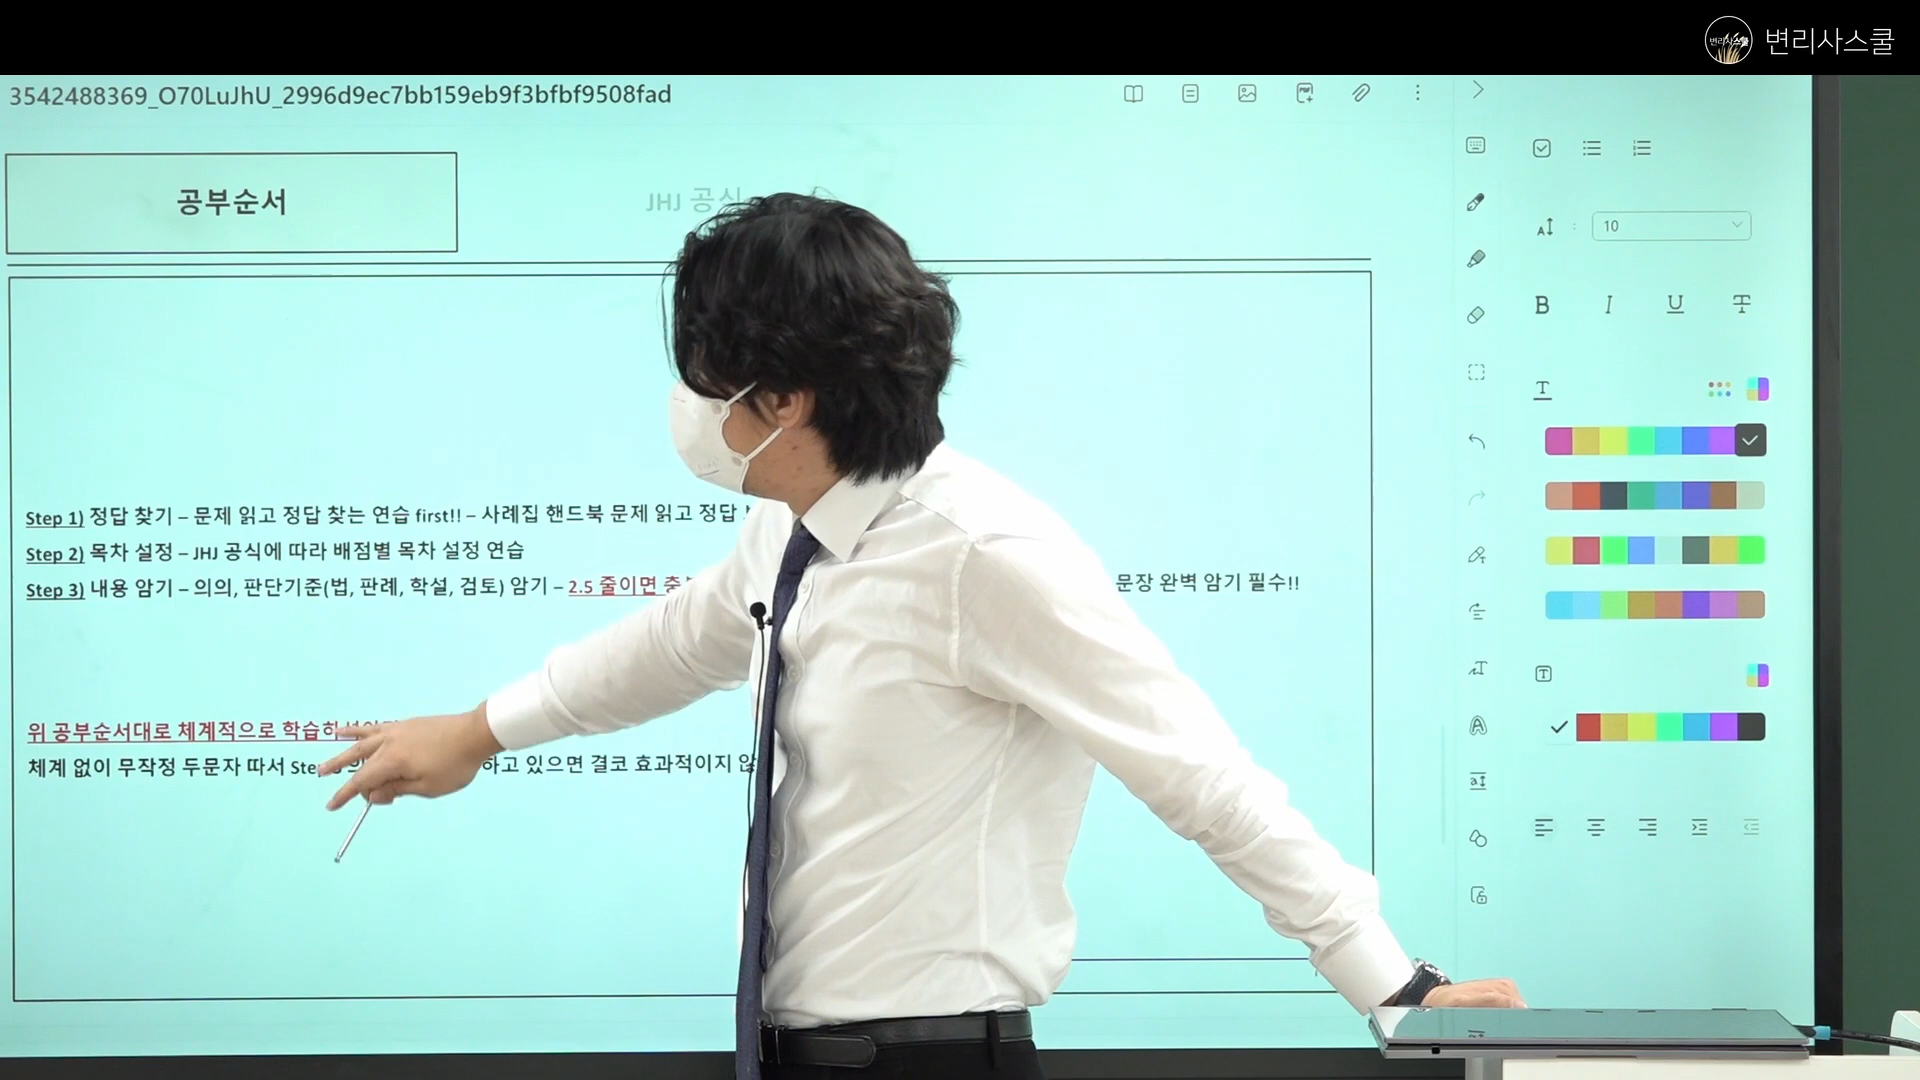 변리사스쿨
3542488369_O70LuJhU_2996d9ec7bb159eb9f3bfbf9508fad
공부순서
JHJ 공식
10
Step 1) 정답 찾기 – 문제 읽고 정답 찾는 연습 first!! – 사례집 핸드북 문제 읽고 정답
Step 2) 목차 설정 – JHJ 공식에 따라 배점별 목차 설정 연습
Step 3) 내용 암기 – 의의, 판단기준(법, 판례, 학설, 검토) 암기 – 2.5 줄이면 문장 완벽 암기 필수!!
위 공부순서대로 체계적으로
체계 없이 무작정 두문자 따서 하고 있으면 결코 효과적이지